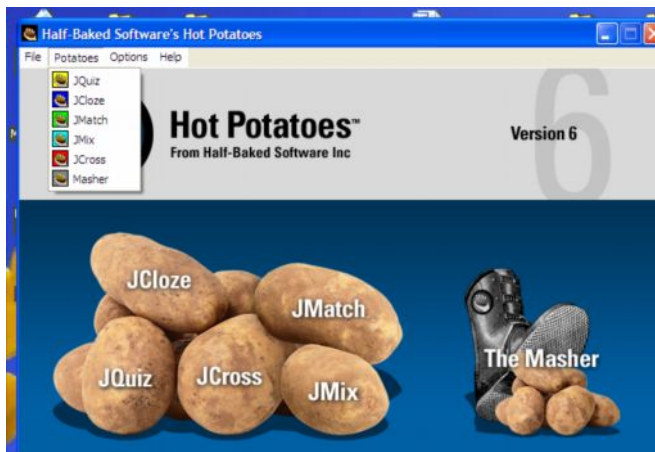 Half-Baked Software's Hot Potatoes
File Potatoes Options Help
JQuiz
JCloze
JMatch
JMix
JCross
Masher
Hot Potatoes™
From Half-Baked Software Inc
Version 6
6
JCloze
JMatch
JQuiz
JCross
JMix
The Masher